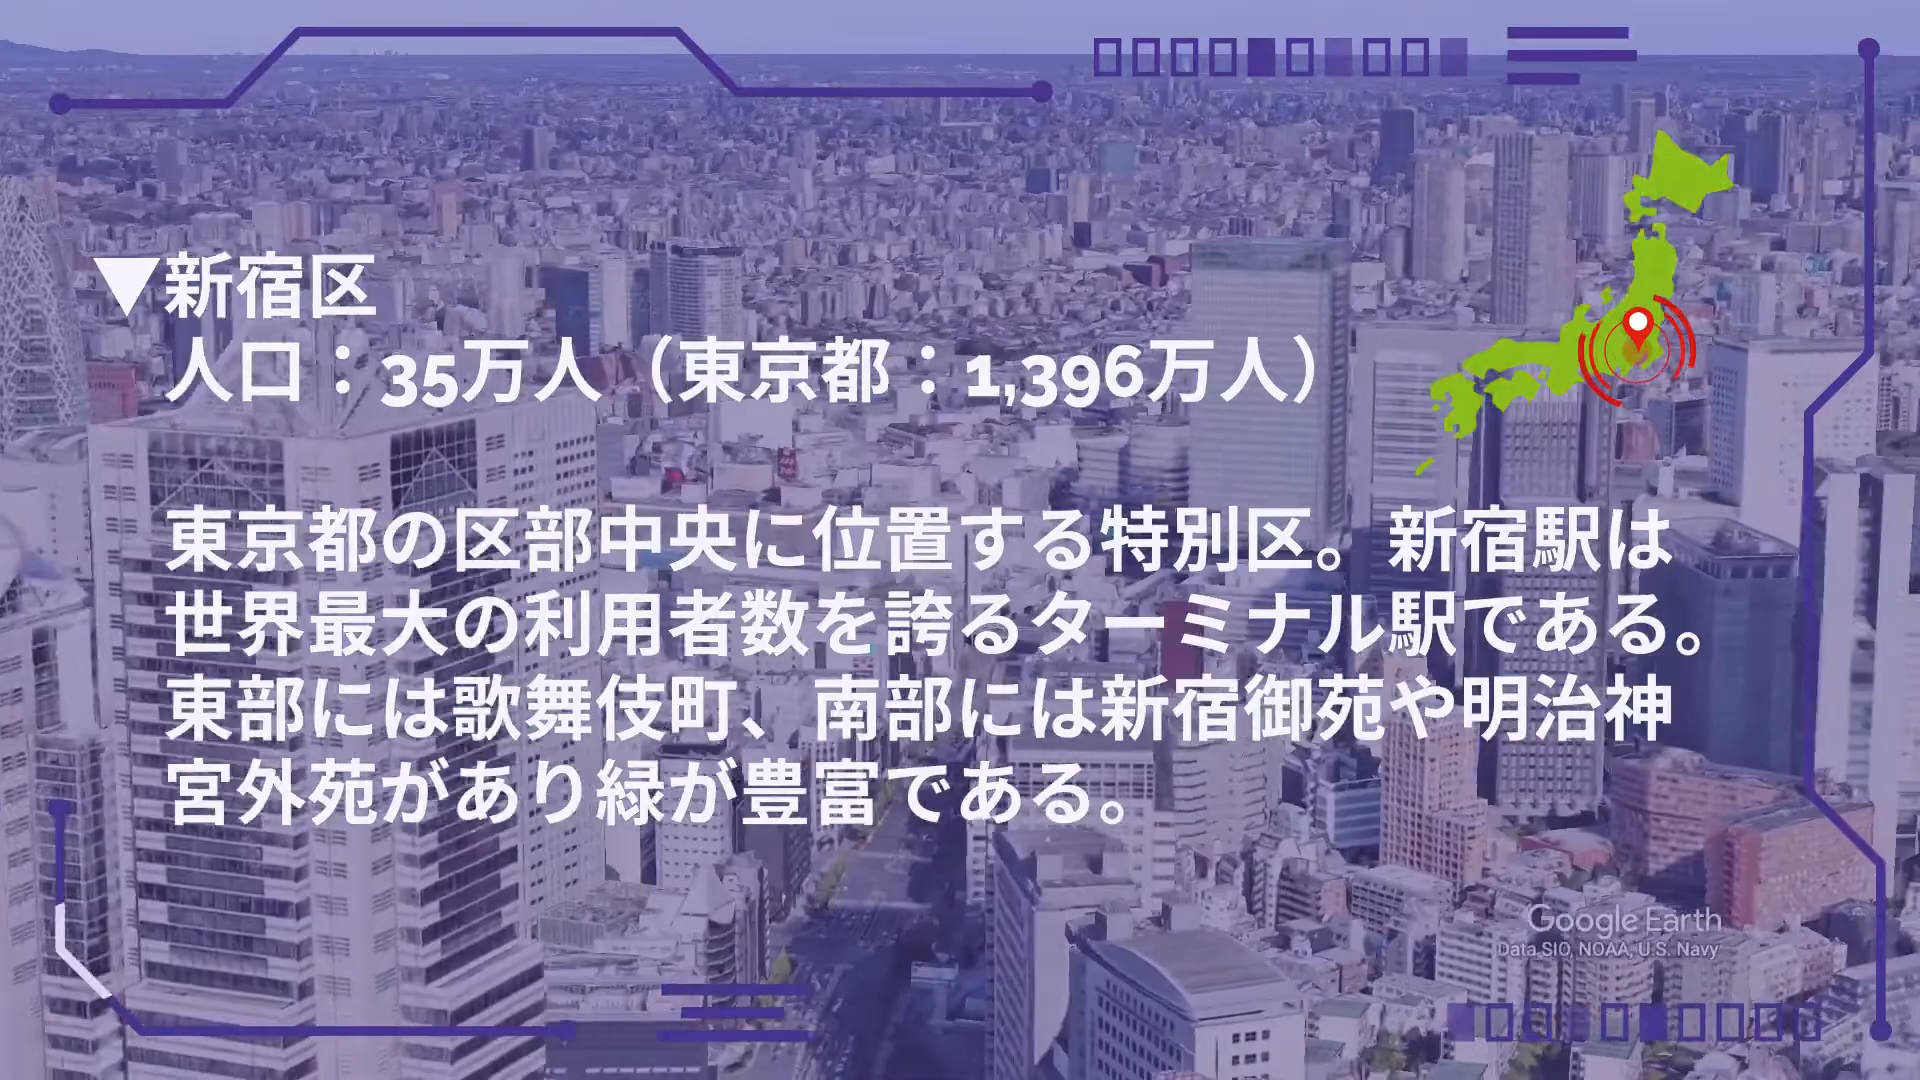 ▼新宿区
人口：35万人（東京都：1,396万人）
東京都の区部中央に位置する特別区。新宿駅は
世界最大の利用者数を誇るターミナル駅である。
東部には歌舞伎町、南部には新宿御苑や明治神
宮外苑があり緑が豊富である。
Google Earth
Data SIO, NOAA, U.S. Navy